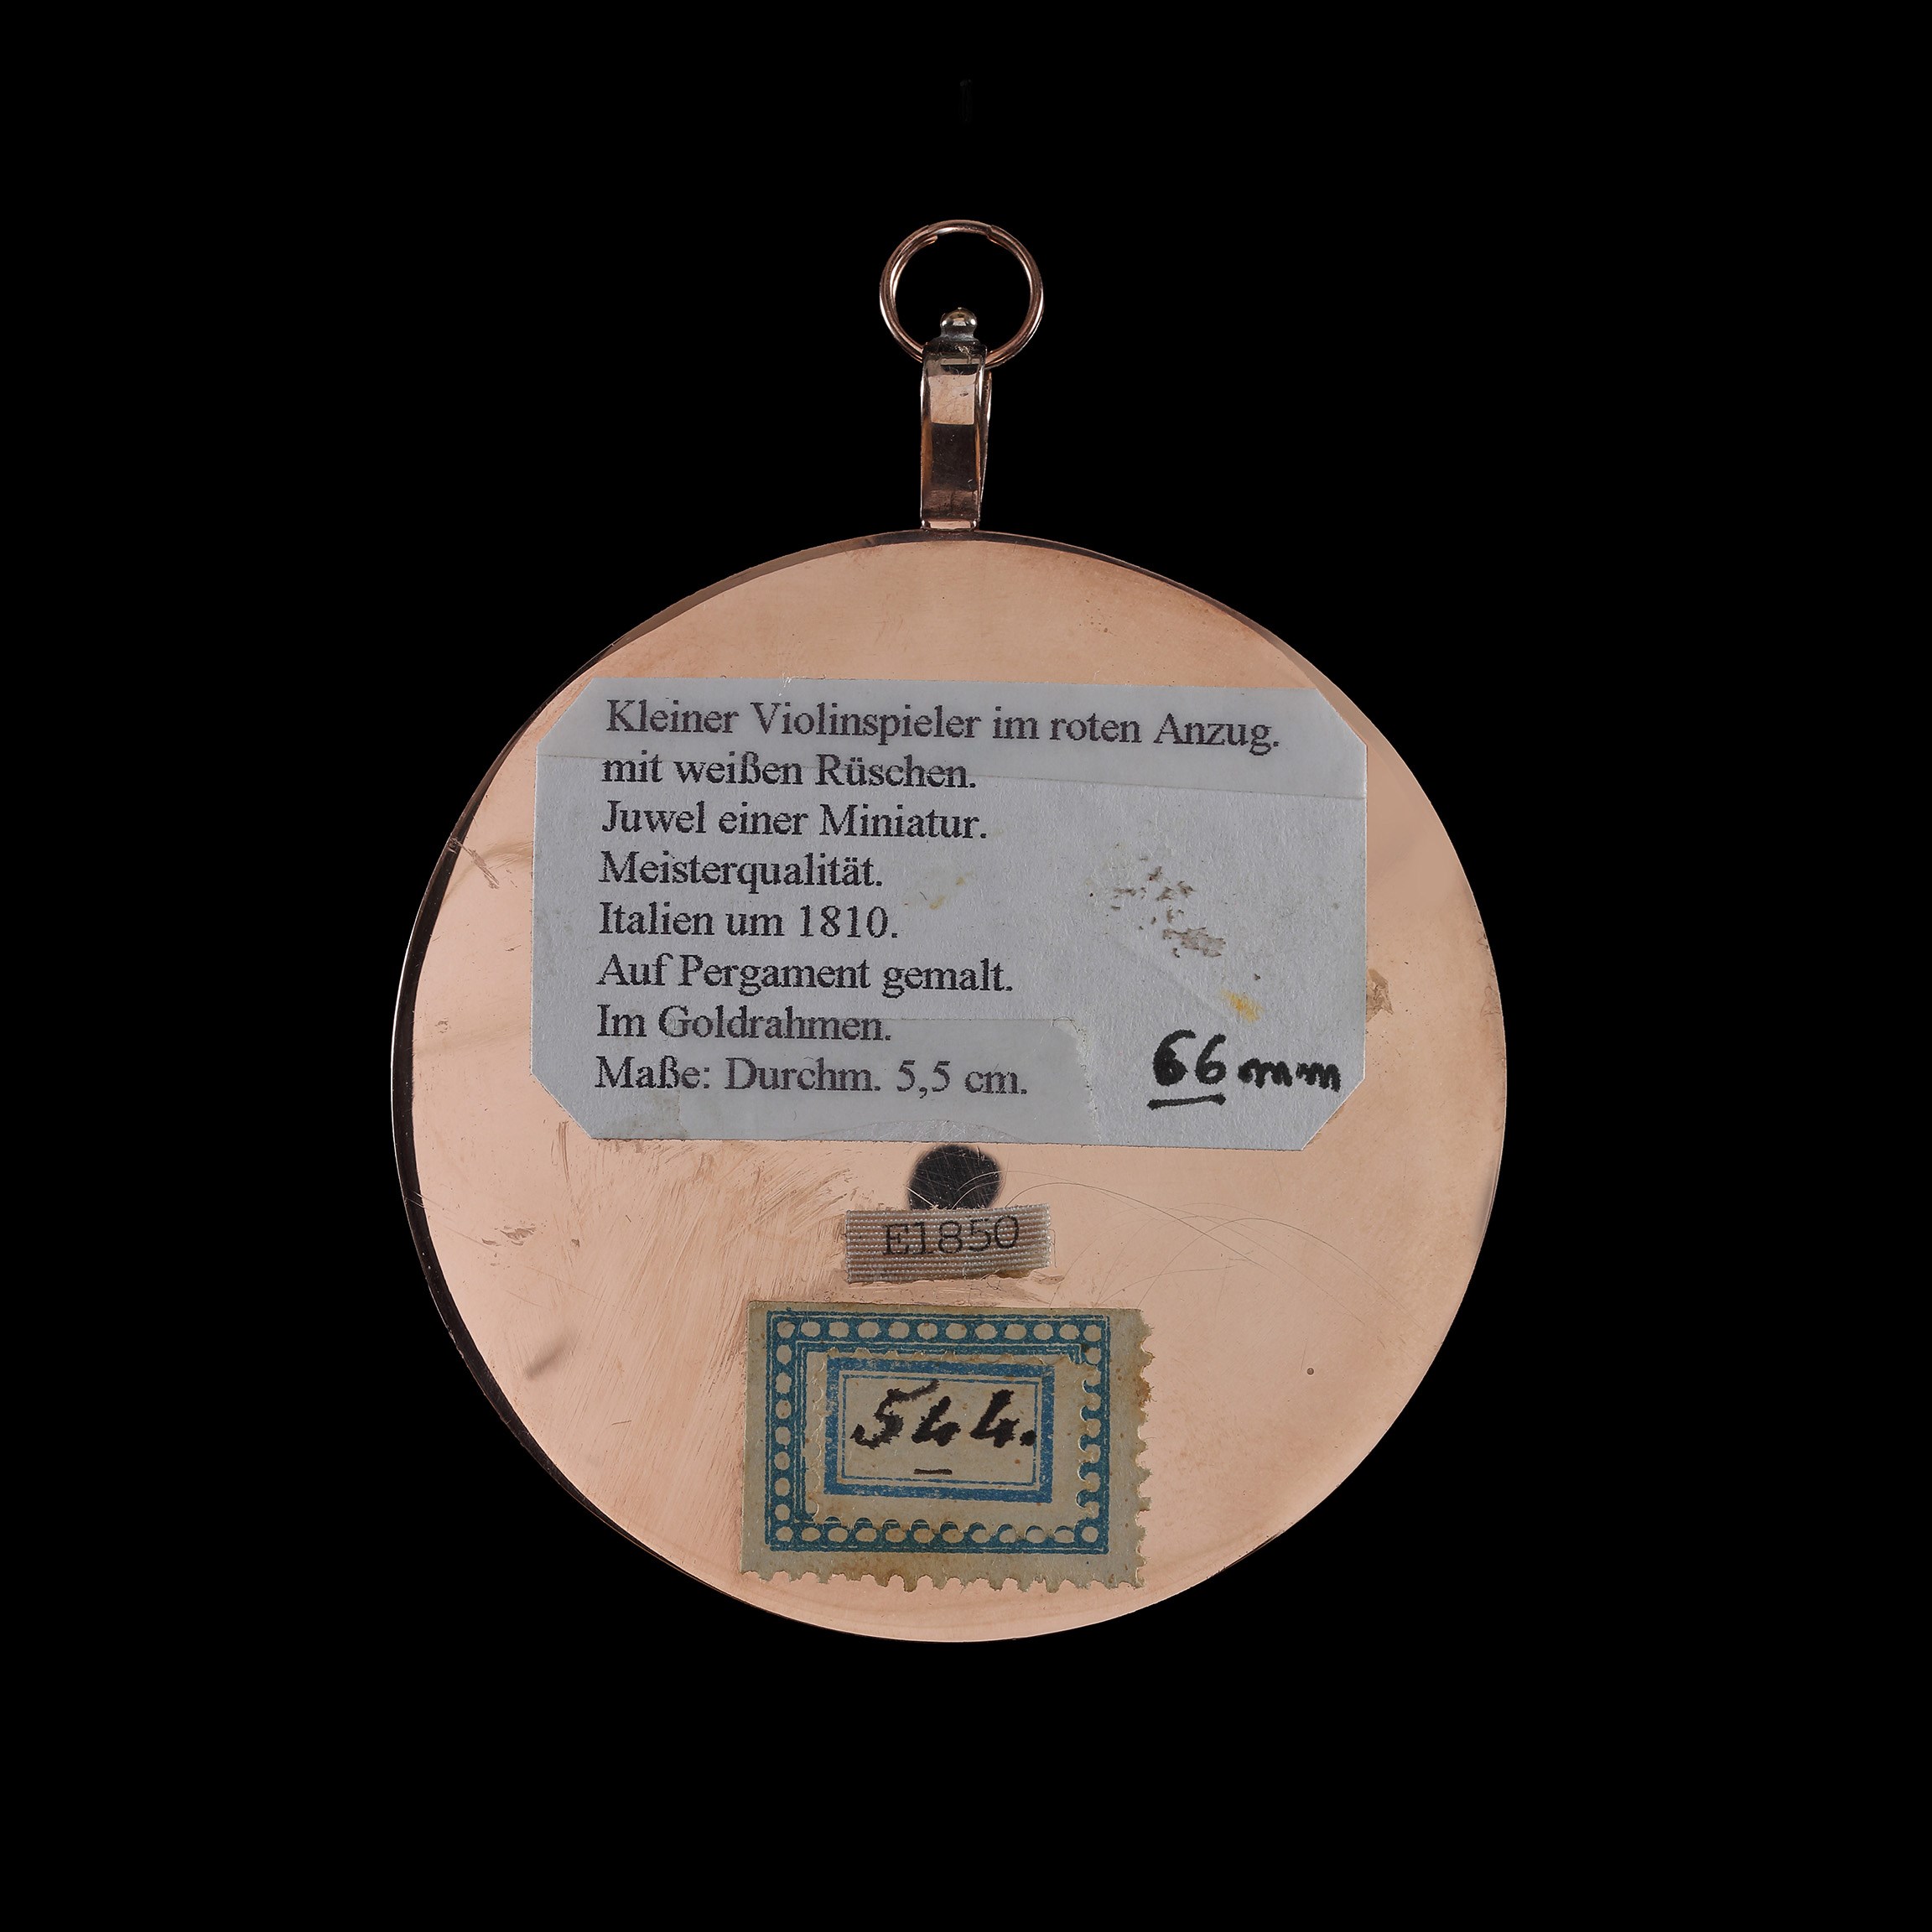 Kleiner Violinspieler im roten Anzug.
mit weißen Rüschen.
Juwel einer Miniatur.
Meisterqualität.
Italien um 1810.
Auf Pergament gemalt.
Im Goldrahmen.
Maße: Durchm. 5,5 cm.
66 mm
E1850
544.